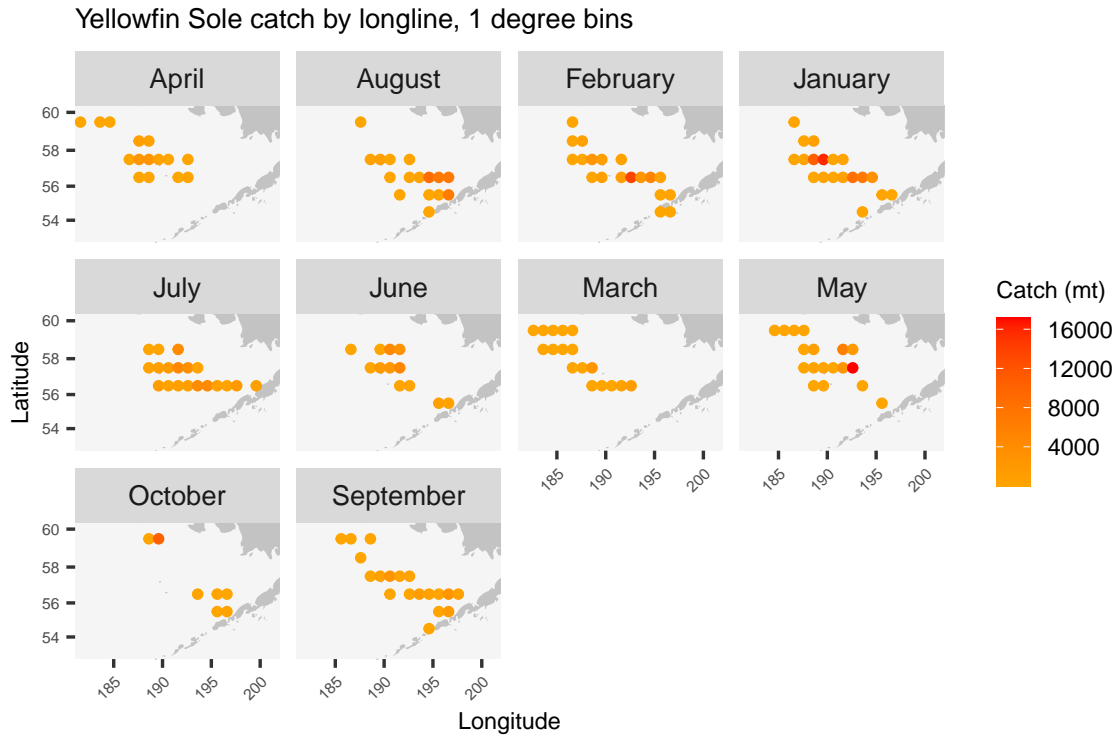 Yellowfin Sole catch by longline, 1 degree bins
April
August
February
January
60
58
56
54
July
June
March
May
60
58
56
54
185
190
195
200
185
190
195
200
October
September
60
58
56
54
185
190
195
200
185
190
195
200
Longitude
Latitude
Catch (mt)
16000
12000
8000
4000